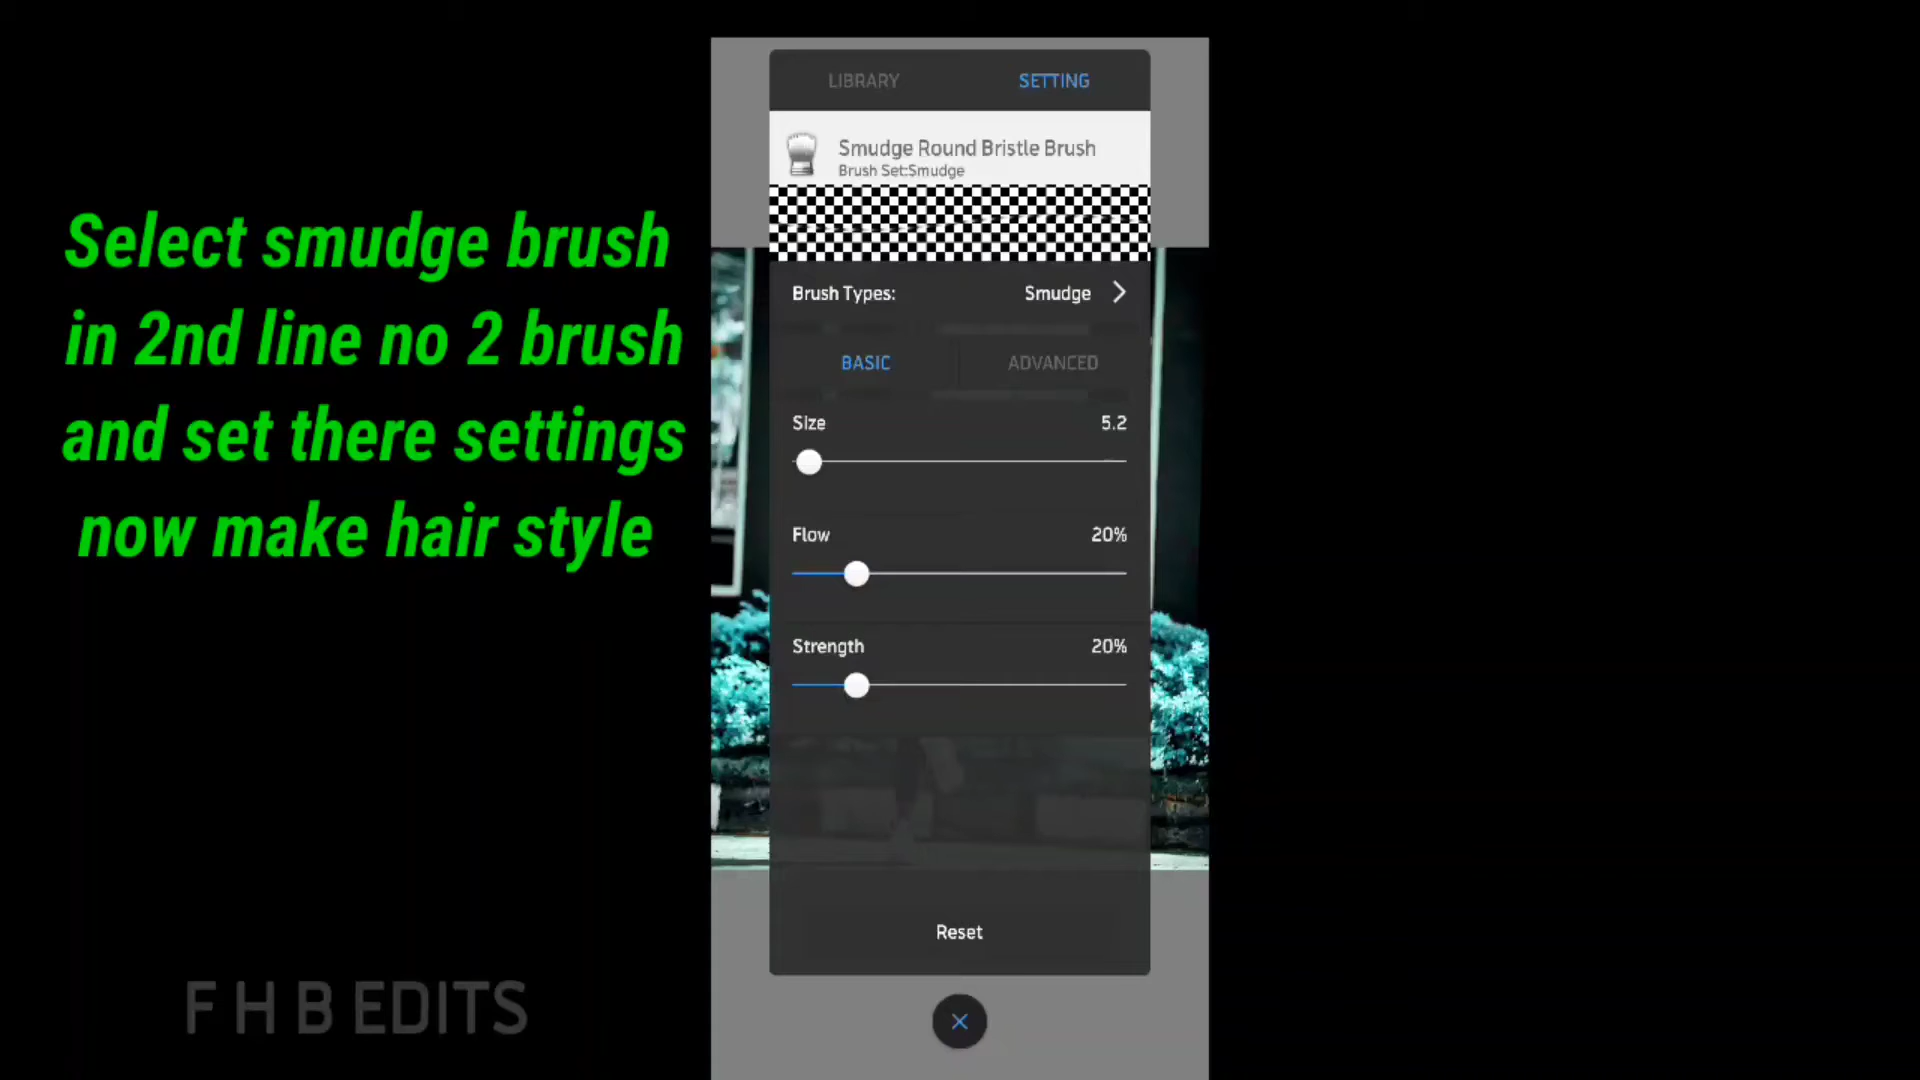 LIBRARY
SETTING
Smudge Round Bristle Brush
Brush Set:Smudge
Select smudge brush
in 2nd line no 2 brush
and set there settings
now make hair style
Brush Types:
Smudge
BASIC
ADVANCED
Size
5.2
Flow
20%
Strength
20%
Reset
F H B EDITS